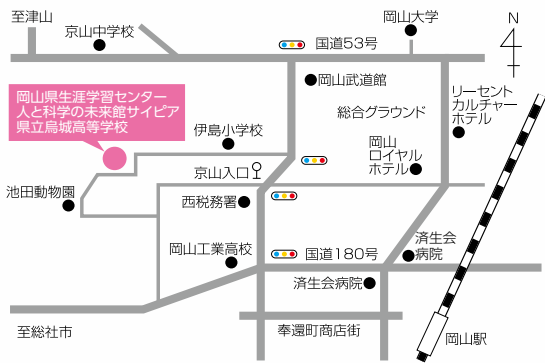 至津山
京山中学校
国道53号
岡山大学
N
岡山武道館
リーセント
カルチャー
ホテル
岡山県生涯学習センター
人と科学の未来館サイピア
県立烏城高等学校
総合グラウンド
伊島小学校
岡山
ロイヤル
ホテル
京山入口
池田動物園
西税務署
岡山工業高校
国道180号
済生会
病院
済生会病院
至総社市
奉還町商店街
岡山駅